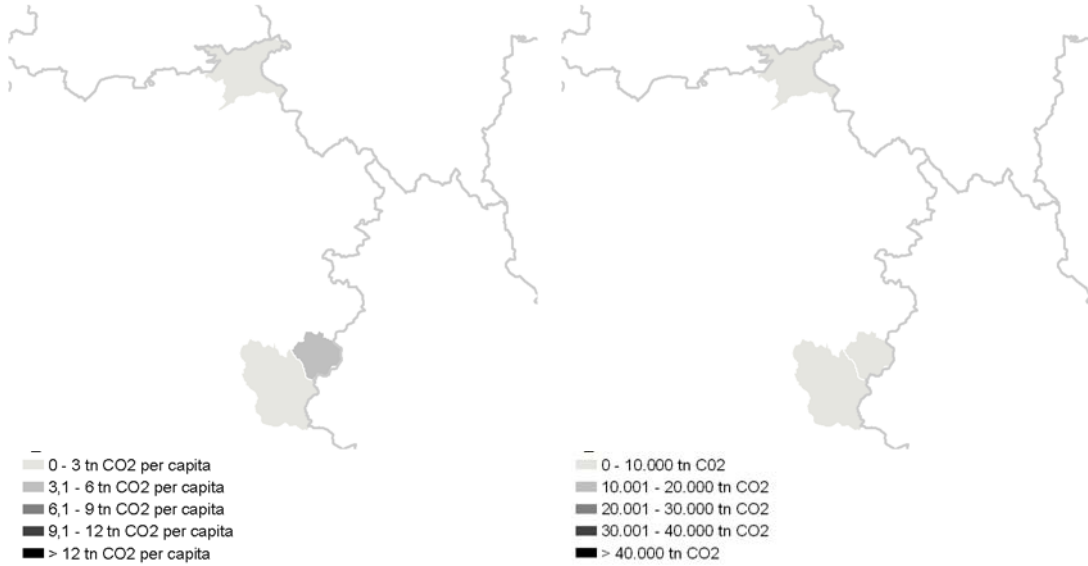 0 - 3 tn CO2 per capita
3,1 - 6 tn CO2 per capita
6,1 - 9 tn CO2 per capita
9,1 - 12 tn CO2 per capita
> 12 tn CO2 per capita
0 - 10.000 tn C02
10.001 - 20.000 tn CO2
20.001 - 30.000 tn CO2
30.001 - 40.000 tn CO2
> 40.000 tn CO2